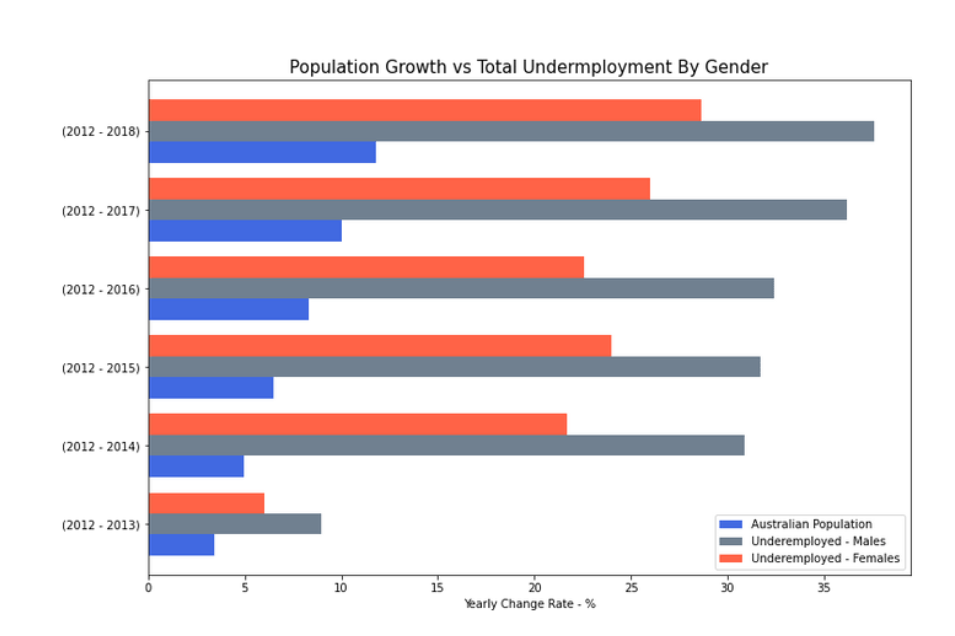 Population Growth vs Total Undermployment By Gender
(2012 - 2018)
(2012 - 2017)
(2012 - 2016)
(2012 - 2015)
(2012 - 2014)
(2012 - 2013)
Australian Population
Underemployed - Males
Underemployed - Females
0 5 10 15 20 25 30 35
Yearly Change Rate - %